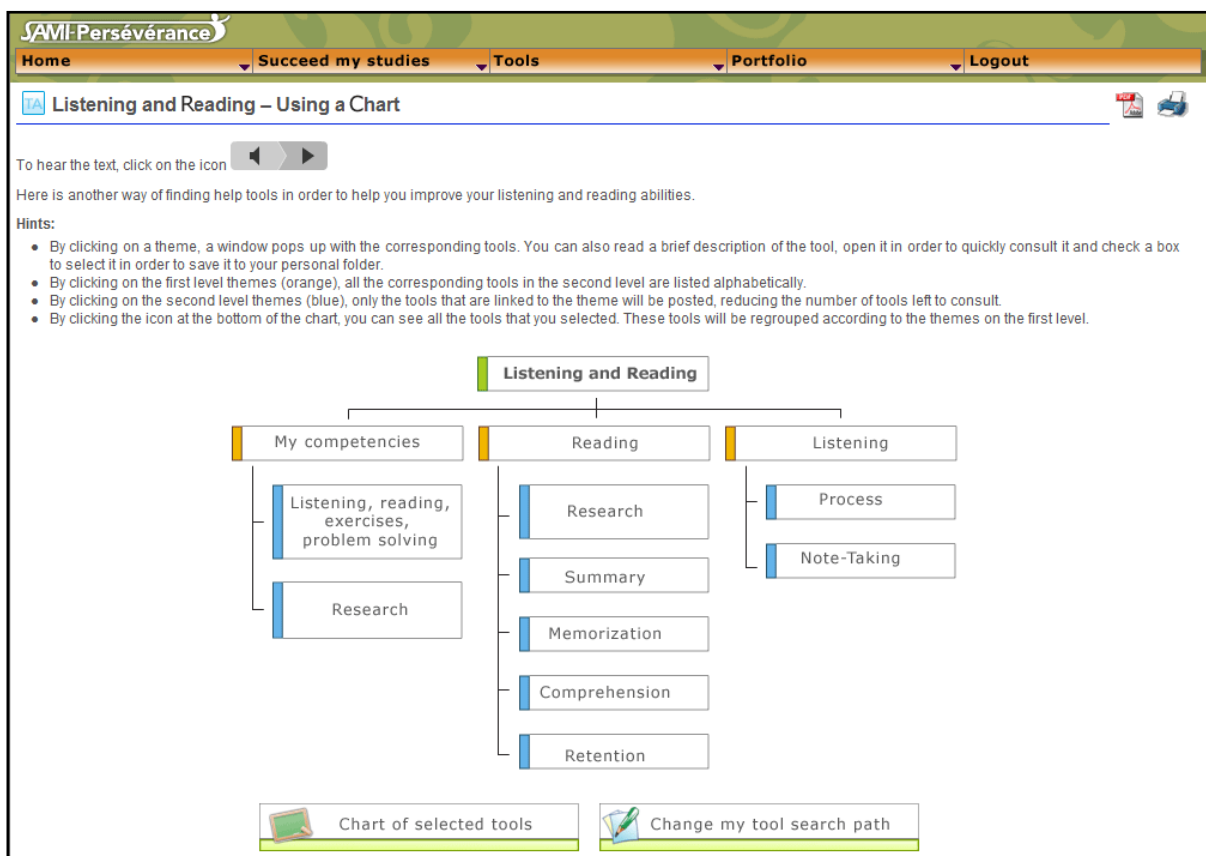 SAMI-Persévérance
Home Succeed my studies Tools Portfolio Logout
TA Listening and Reading – Using a Chart
To hear the text, click on the icon
Here is another way of finding help tools in order to help you improve your listening and reading abilities.
Hints:
● By clicking on a theme, a window pops up with the corresponding tools. You can also read a brief description of the tool, open it in order to quickly consult it and check a box
to select it in order to save it to your personal folder.
● By clicking on the first level themes (orange), all the corresponding tools in the second level are listed alphabetically.
● By clicking on the second level themes (blue), only the tools that are linked to the theme will be posted, reducing the number of tools left to consult.
● By clicking the icon at the bottom of the chart, you can see all the tools that you selected. These tools will be regrouped according to the themes on the first level.
Listening and Reading
My competencies
Listening, reading,
exercises,
problem solving
Research
Reading
Research
Summary
Memorization
Comprehension
Retention
Listening
Process
Note-Taking
Chart of selected tools
Change my tool search path